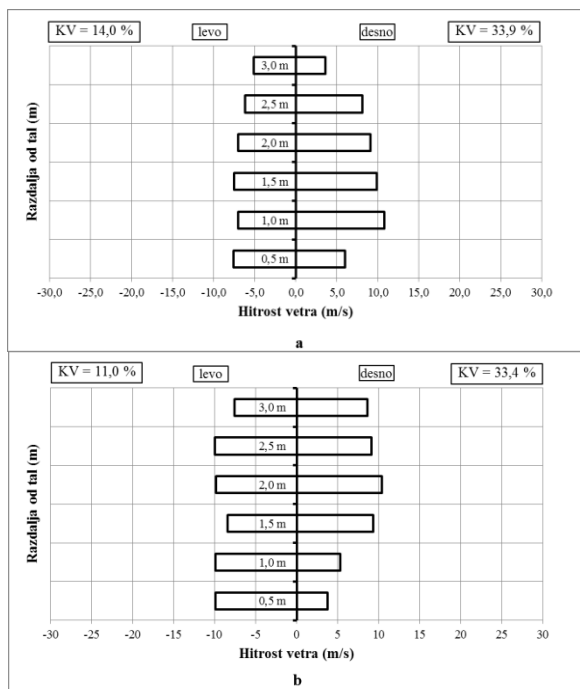 KV = 14,0 % levo desno KV = 33,9 %
Razdalja od tal (m)
3,0 m
2,5 m
2,0 m
1,5 m
1,0 m
0,5 m
-30,0 -25,0 -20,0 -15,0 -10,0 -5,0 0,0 5,0 10,0 15,0 20,0 25,0 30,0
Hitrost vetra (m/s)
a
KV = 11,0 % levo desno KV = 33,4 %
Razdalja od tal (m)
3,0 m
2,5 m
2,0 m
1,5 m
1,0 m
0,5 m
-30 -25 -20 -15 -10 -5 0 5 10 15 20 25 30
Hitrost vetra (m/s)
b